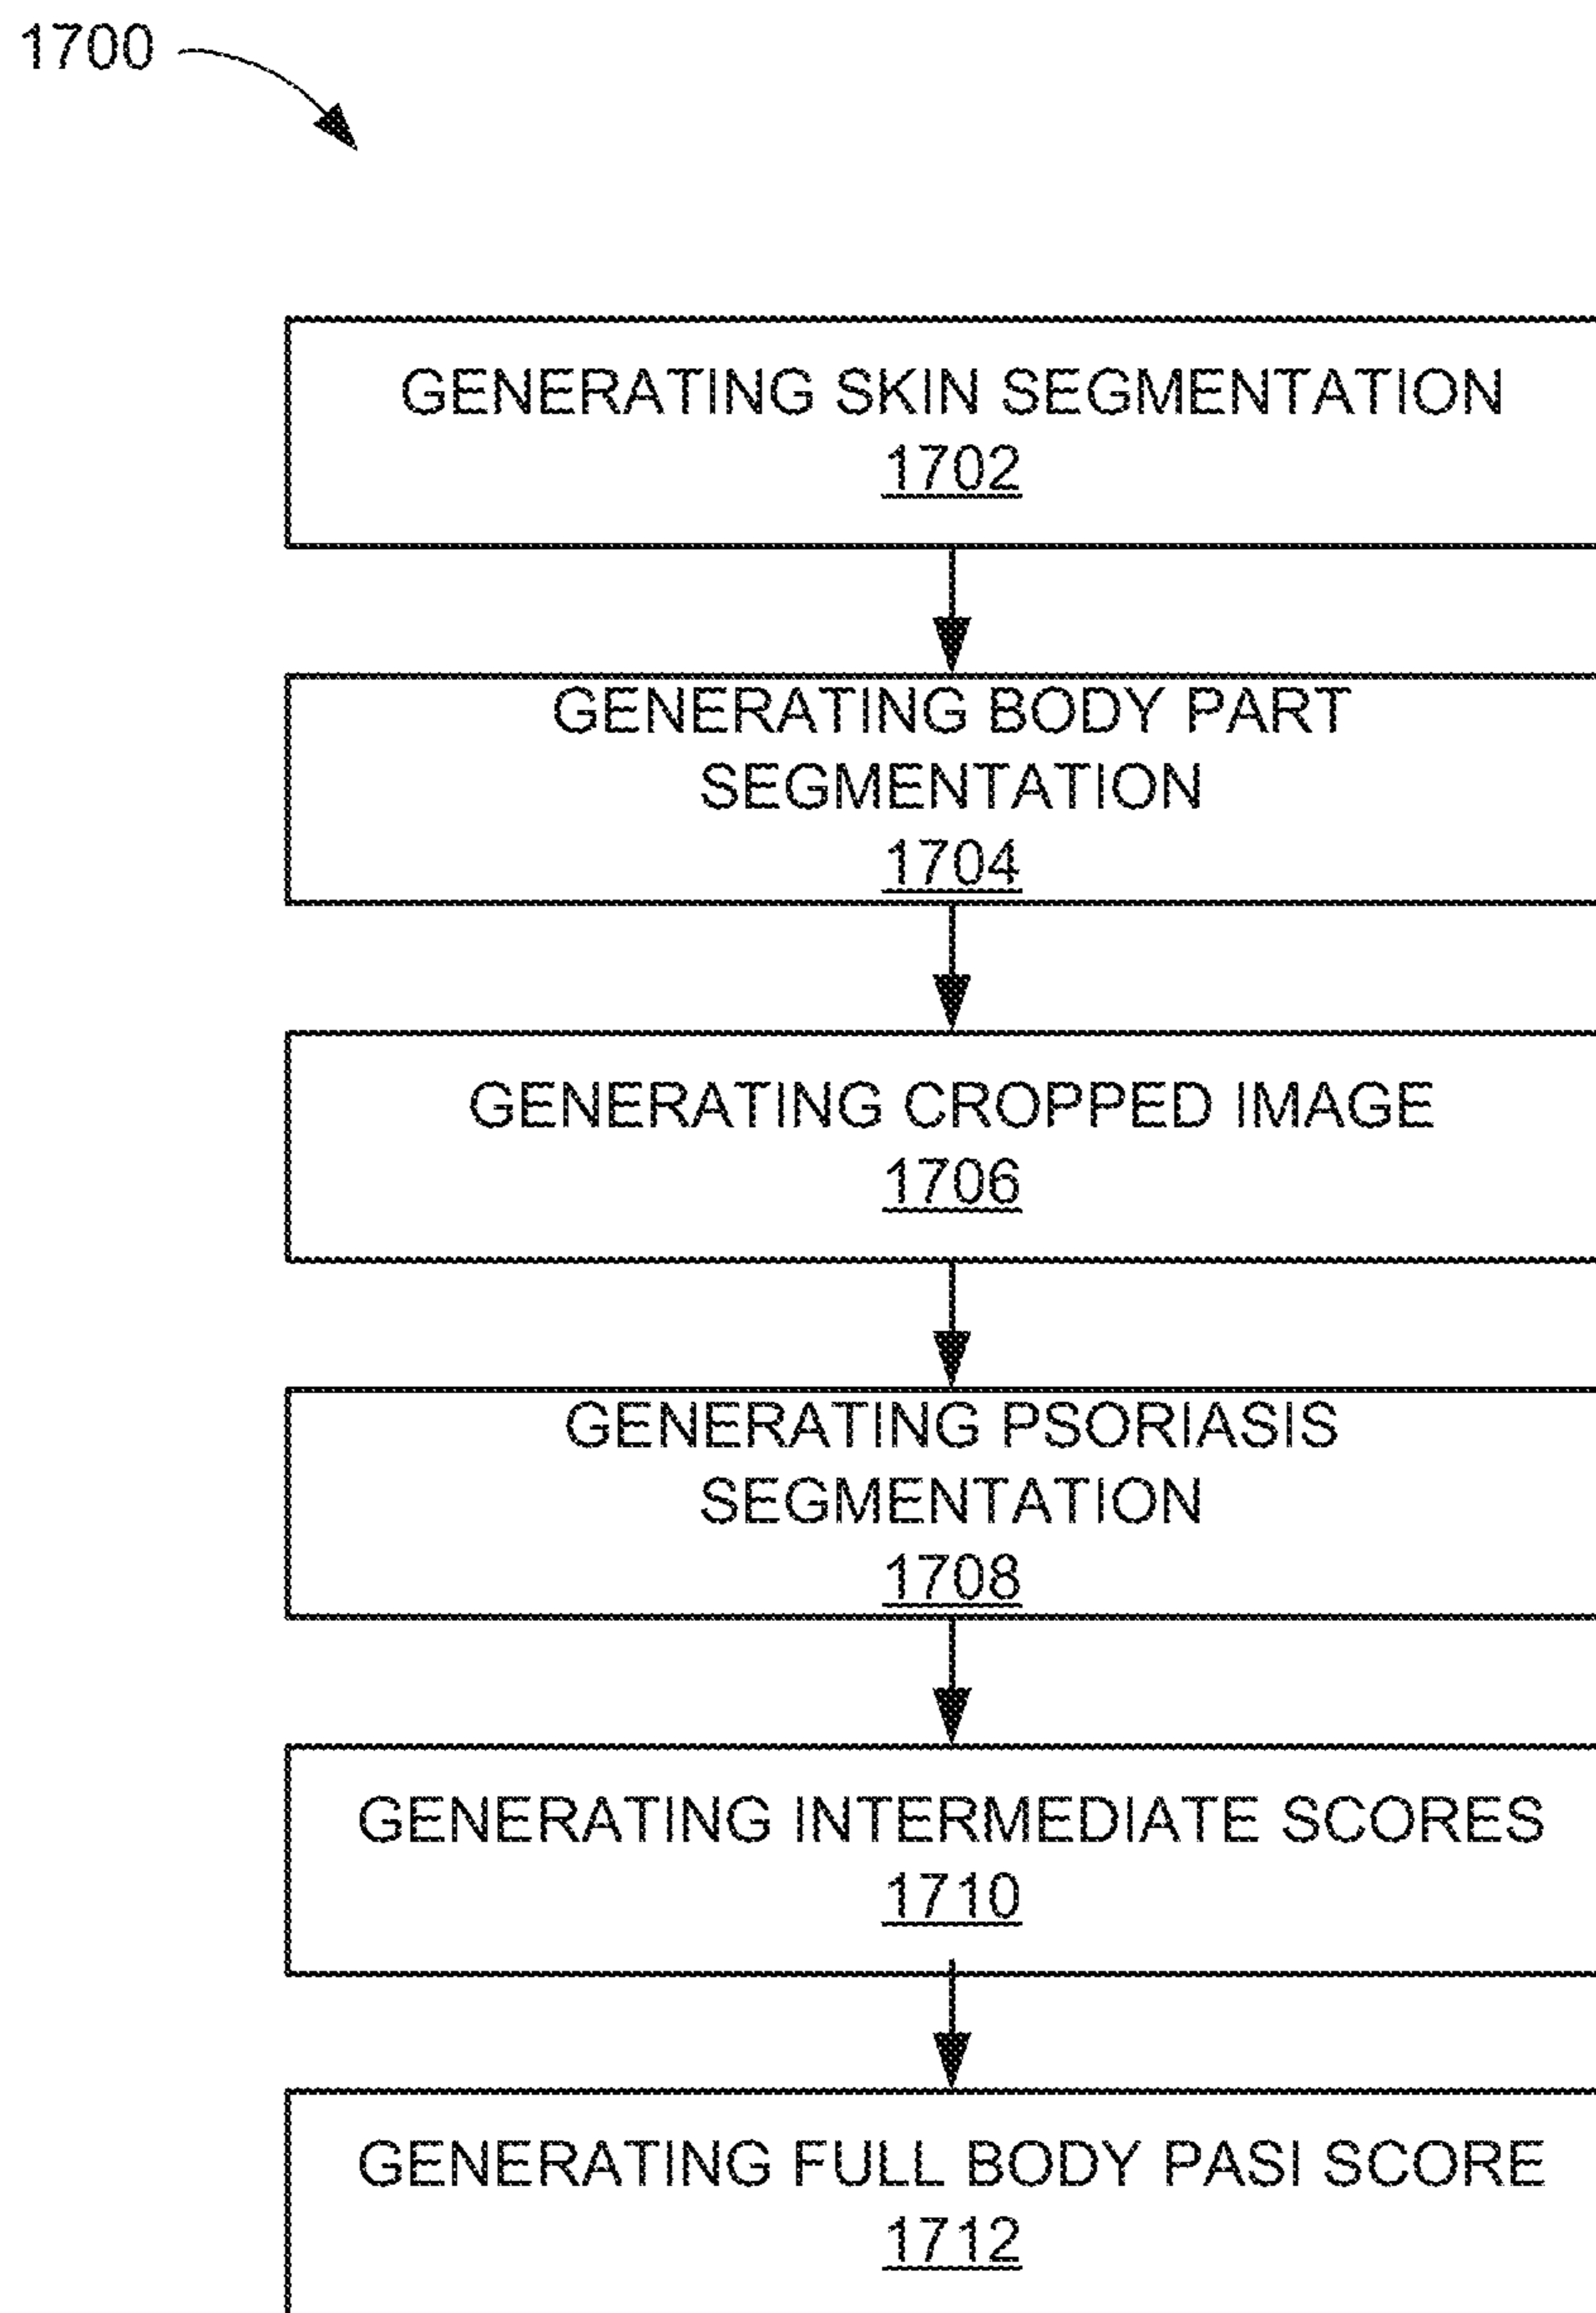 1700
GENERATING SKIN SEGMENTATION
1702
GENERATING BODY PART
SEGMENTATION
1704
GENERATING CROPPED IMAGE
1706
GENERATING PSORIASIS
SEGMENTATION
1708
GENERATING INTERMEDIATE SCORES
1710
GENERATING FULL BODY PASI SCORE
1712